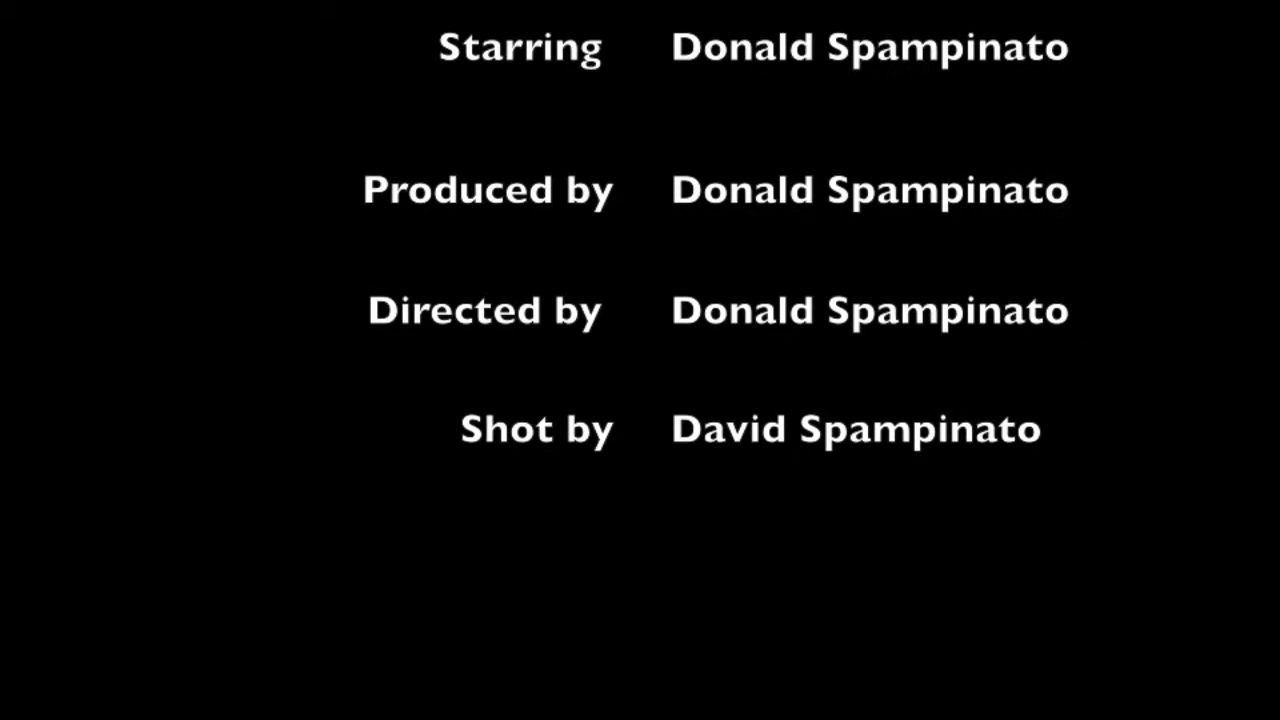 Starring Donald Spampinato
Produced by Donald Spampinato
Directed by Donald Spampinato
Shot by David Spampinato